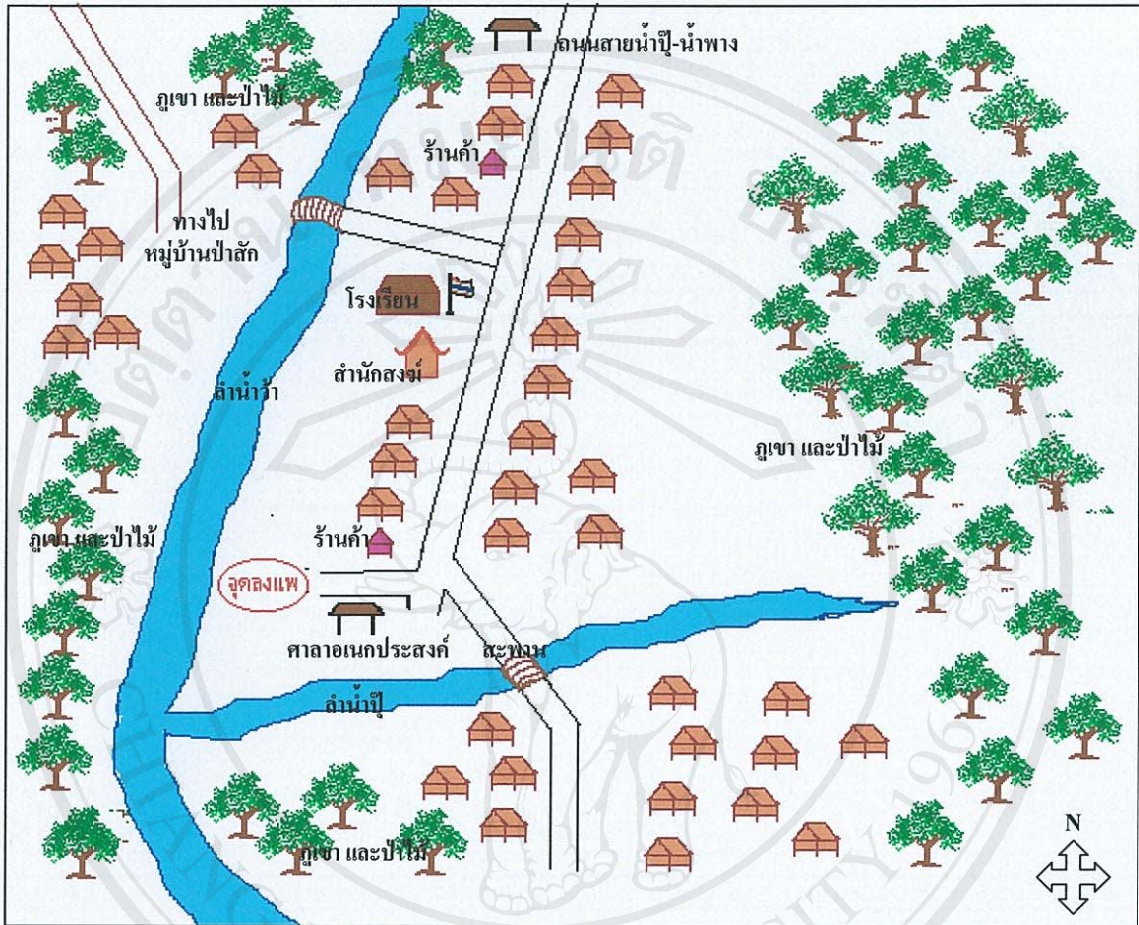 ถนนสายน้ำปุ๊-น้ำพาง
ภูเขา และป่าไม้
ร้านค้า
ทางไป
หมู่บ้านป่าสัก
โรงเรียน
สำนักสงฆ์
ลำน้ำว้า
ภูเขา และป่าไม้
ภูเขา และป่าไม้
ร้านค้า
จุดลงแพ
ศาลาอเนกประสงค์
สะพาน
ลำน้ำปุ๊
ภูเขา และป่าไม้
N
CHIANG
UNIVERSITY 1964